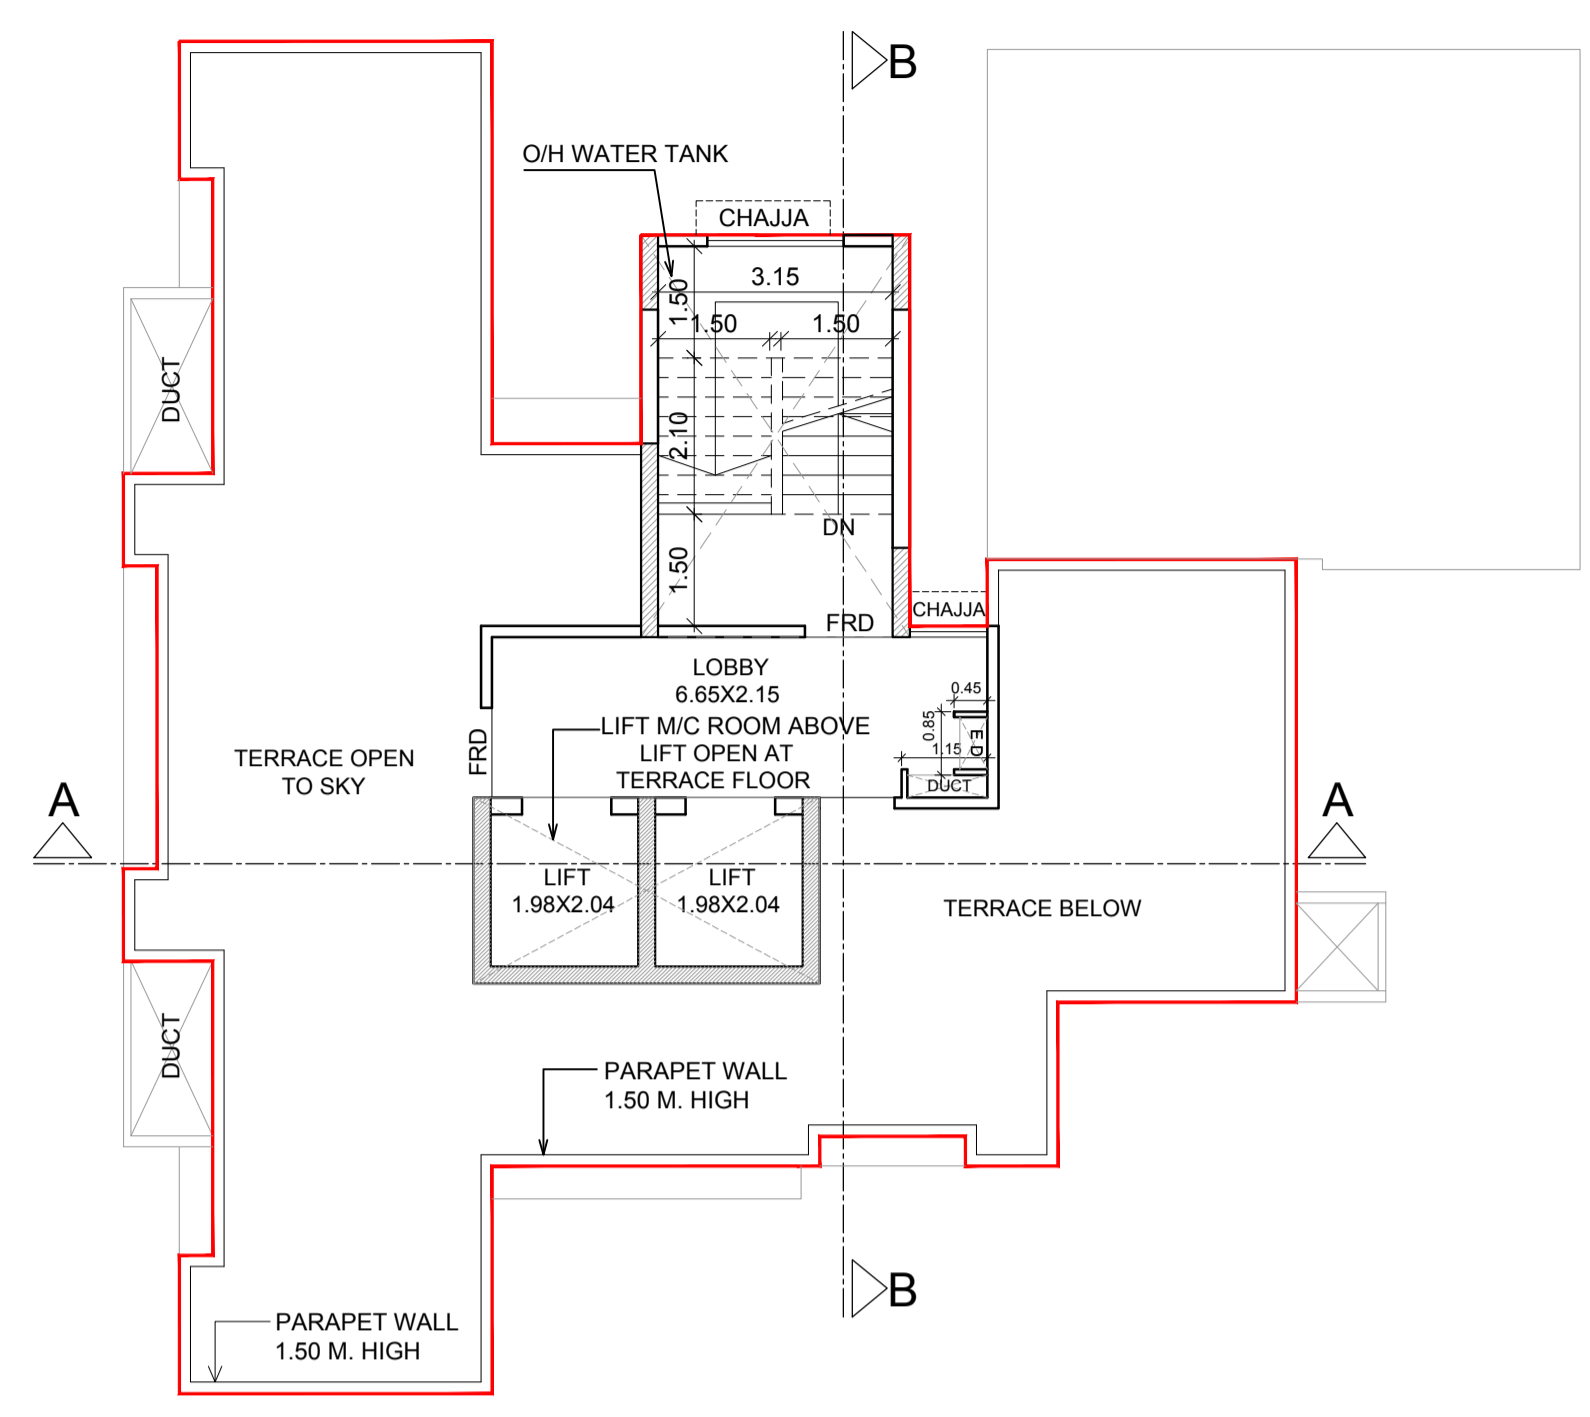 B
O/H WATER TANK
CHAJJA
3.15
1.50
1.50
1.50
DUCT
2.10
DN
1.50
CHAJJA
FRD
LOBBY
6.65X2.15
0.45
LIFT M/C ROOM ABOVE
LIFT OPEN AT
TERRACE FLOOR
FRD
0.85
1.15
E D
DUCT
TERRACE OPEN
TO SKY
A
A
LIFT
1.98X2.04
LIFT
1.98X2.04
TERRACE BELOW
DUCT
PARAPET WALL
1.50 M. HIGH
B
PARAPET WALL
1.50 M. HIGH